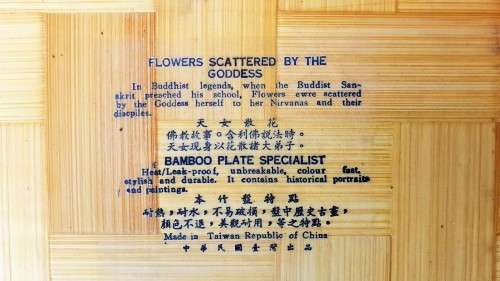 FLOWERS SCATTERED BY THE
GODDESS
In Buddhist legends, when the Buddist San-
skrit presched his school, Flowers ewre scattered
by the Goddess herself to her Nirvanas and their
disciples.
天女散花
佛教故事。含利佛說法時。
天女現身以花散諸大弟子。
BAMBOO PLATE SPECIALIST
Heat/Leak-proof, unbreakable, colour fast,
stylish and durable. It contains historical portraits
and paintings.
本竹盤特點
耐熱，耐水，不易破損，盤中歷史古畫，
顏色不退，美觀耐用，等之特點。
Made in Taiwan Republic of China
中華民國臺灣出品